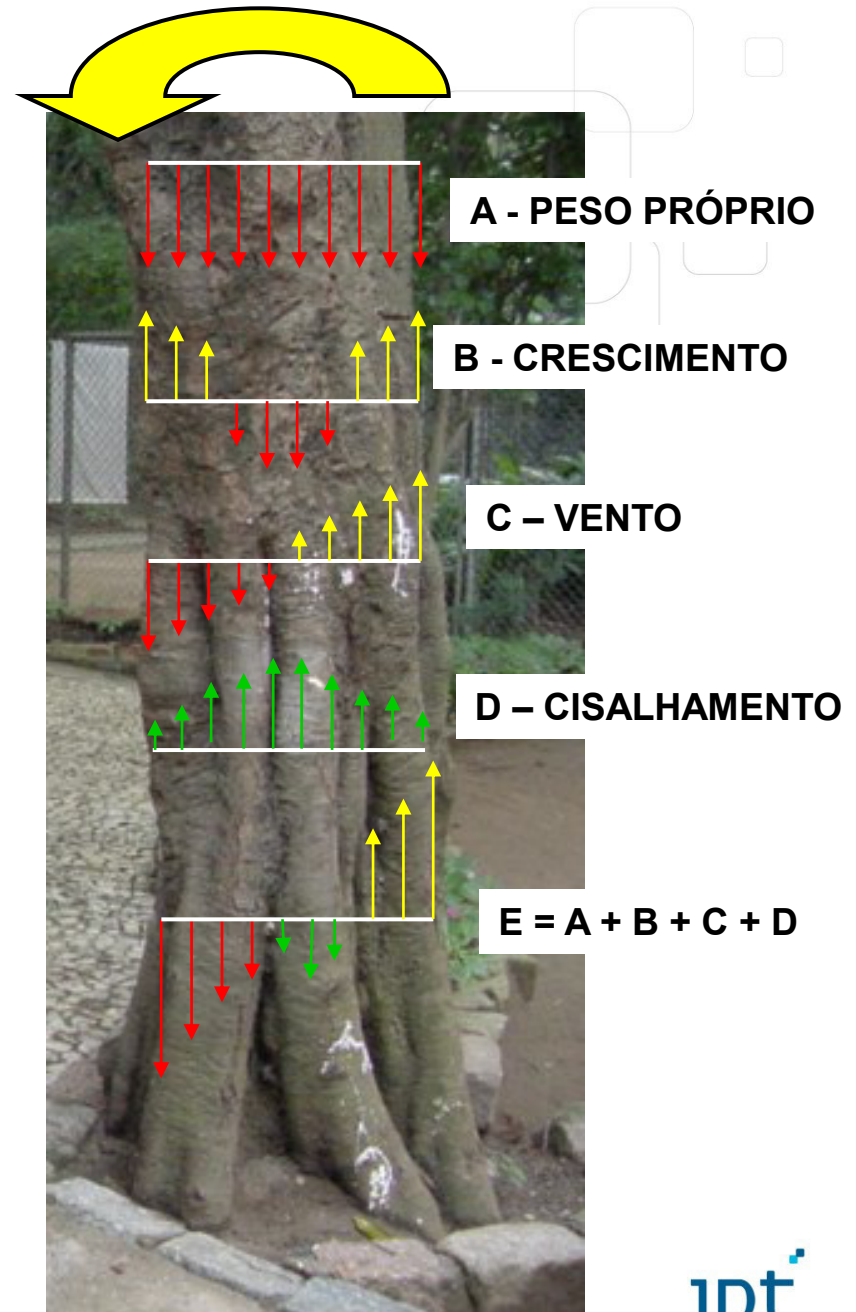 A - PESO PRÓPRIO
B - CRESCIMENTO
C – VENTO
D – CISALHAMENTO
E = A + B + C + D
ipt